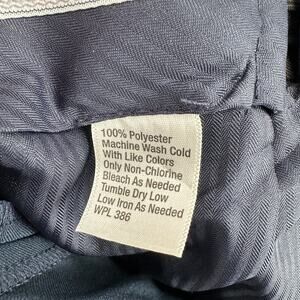 100% Polyester
Machine Wash Cold
With Like Colors
Only Non-Chlorine
Bleach As Needed
Tumble Dry Low
Low Iron As Needed
WPL 386